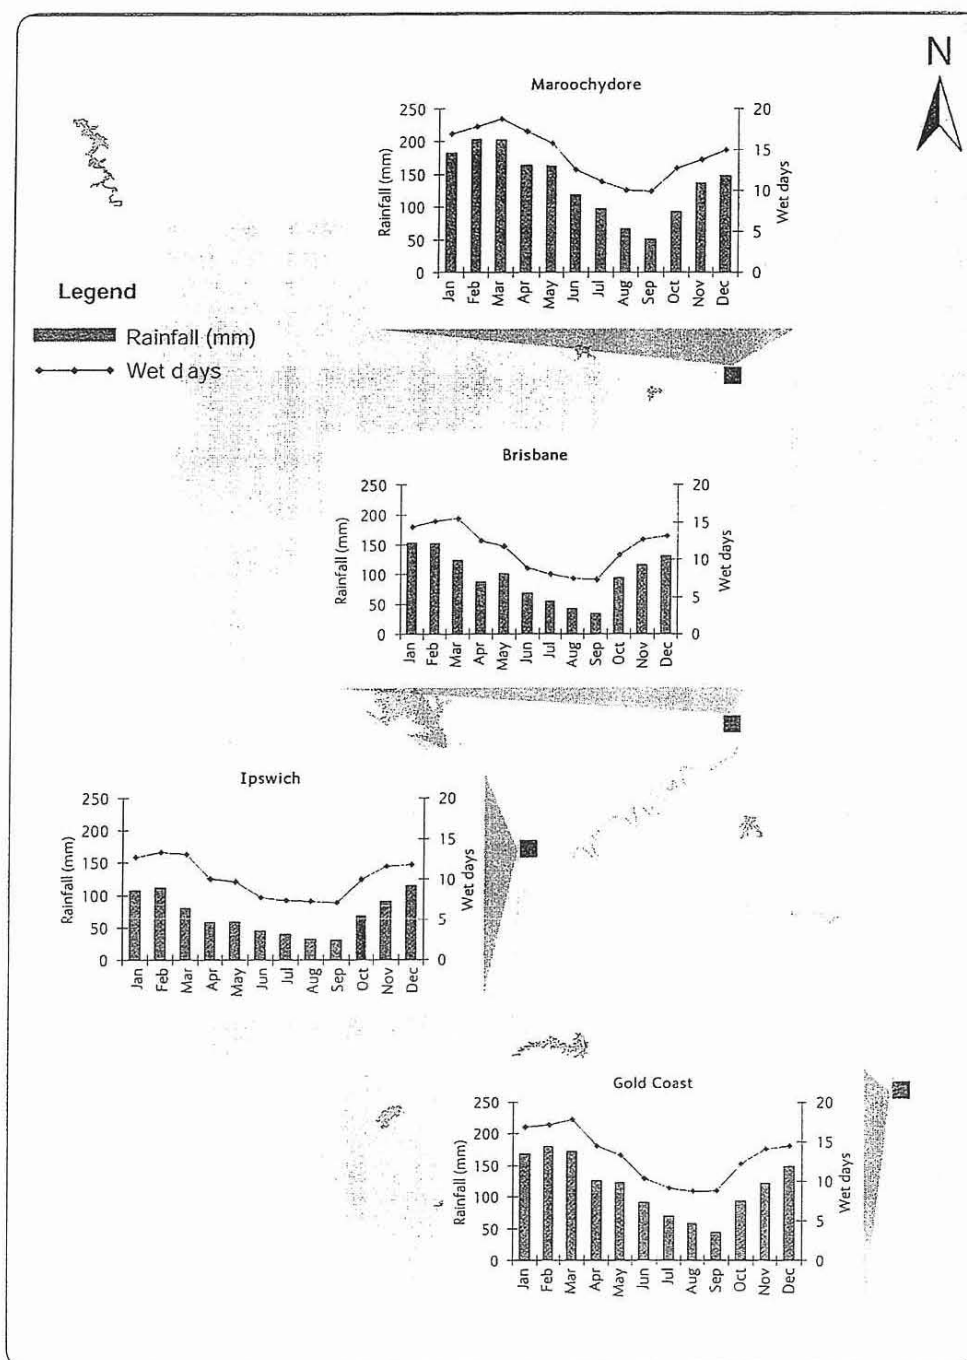 N
Maroochydore
250
200
150
100
50
0
Rainfall (mm)
20
15
10
5
0
Wet days
Jan Feb Mar Apr May Jun Jul Aug Sep Oct Nov Dec
Legend
Rainfall (mm)
Wet days
Brisbane
250
200
150
100
50
0
Rainfall (mm)
20
15
10
5
0
Wet days
Jan Feb Mar Apr May Jun Jul Aug Sep Oct Nov Dec
Ipswich
250
200
150
100
50
0
Rainfall (mm)
20
15
10
5
0
Wet days
Jan Feb Mar Apr May Jun Jul Aug Sep Oct Nov Dec
Gold Coast
250
200
150
100
50
0
Rainfall (mm)
20
15
10
5
0
Wet days
Jan Feb Mar Apr May Jun Jul Aug Sep Oct Nov Dec